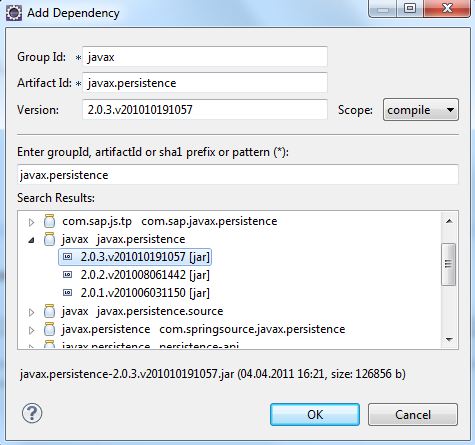 Add Dependency
Group Id: * javax
Artifact Id: * javax.persistence
Version: 2.0.3.v201010191057 Scope: compile
Enter groupId, artifactId or sha1 prefix or pattern (*):
javax.persistence
Search Results:
com.sap.js.tp com.sap.javax.persistence
javax javax.persistence
2.0.3.v201010191057 [jar]
2.0.2.v201008061442 [jar]
2.0.1.v201006031150 [jar]
javax javax.persistence.source
javax.persistence com.springsource.javax.persistence
javax.persistence persistence-api
javax.persistence-2.0.3.v201010191057.jar (04.04.2011 16:21, size: 126856 b)
? OK Cancel